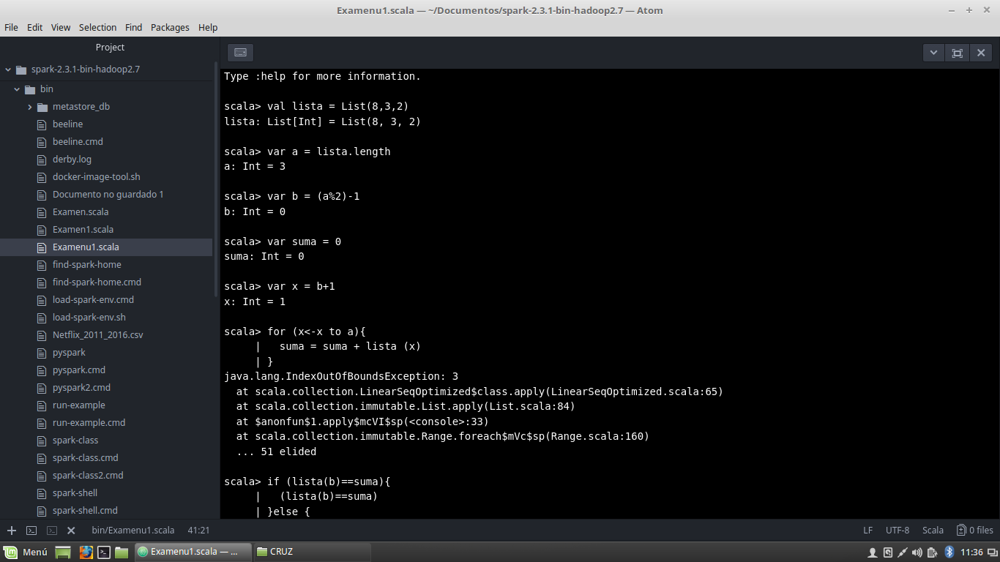 Examenu1.scala — ~/Documentos/spark-2.3.1-bin-hadoop2.7 — Atom
File Edit View Selection Find Packages Help
Project
spark-2.3.1-bin-hadoop2.7
bin
metastore_db
beeline
beeline.cmd
derby.log
docker-image-tool.sh
Documento no guardado 1
Examen.scala
Examen1.scala
Examenu1.scala
find-spark-home
find-spark-home.cmd
load-spark-env.cmd
load-spark-env.sh
Netflix_2011_2016.csv
pyspark
pyspark.cmd
pyspark2.cmd
run-example
run-example.cmd
spark-class
spark-class.cmd
spark-class2.cmd
spark-shell
spark-shell.cmd
Type :help for more information.
scala> val lista = List(8,3,2)
lista: List[Int] = List(8, 3, 2)
scala> var a = lista.length
a: Int = 3
scala> var b = (a%2)-1
b: Int = 0
scala> var suma = 0
suma: Int = 0
scala> var x = b+1
x: Int = 1
scala> for (x<-x to a){
     |   suma = suma + lista (x)
     | }
java.lang.IndexOutOfBoundsException: 3
  at scala.collection.LinearSeqOptimized$class.apply(LinearSeqOptimized.scala:65)
  at scala.collection.immutable.List.apply(List.scala:84)
  at $anonfun$1.apply$mcVI$sp(<console>:33)
  at scala.collection.immutable.Range.foreach$mVc$sp(Range.scala:160)
  ... 51 elided
scala> if (lista(b)==suma){
     |   (lista(b)==suma)
     | }else {
bin/Examenu1.scala 41:21 LF UTF-8 Scala 0 files
Menú Examenu1.scala — ... CRUZ 11:36